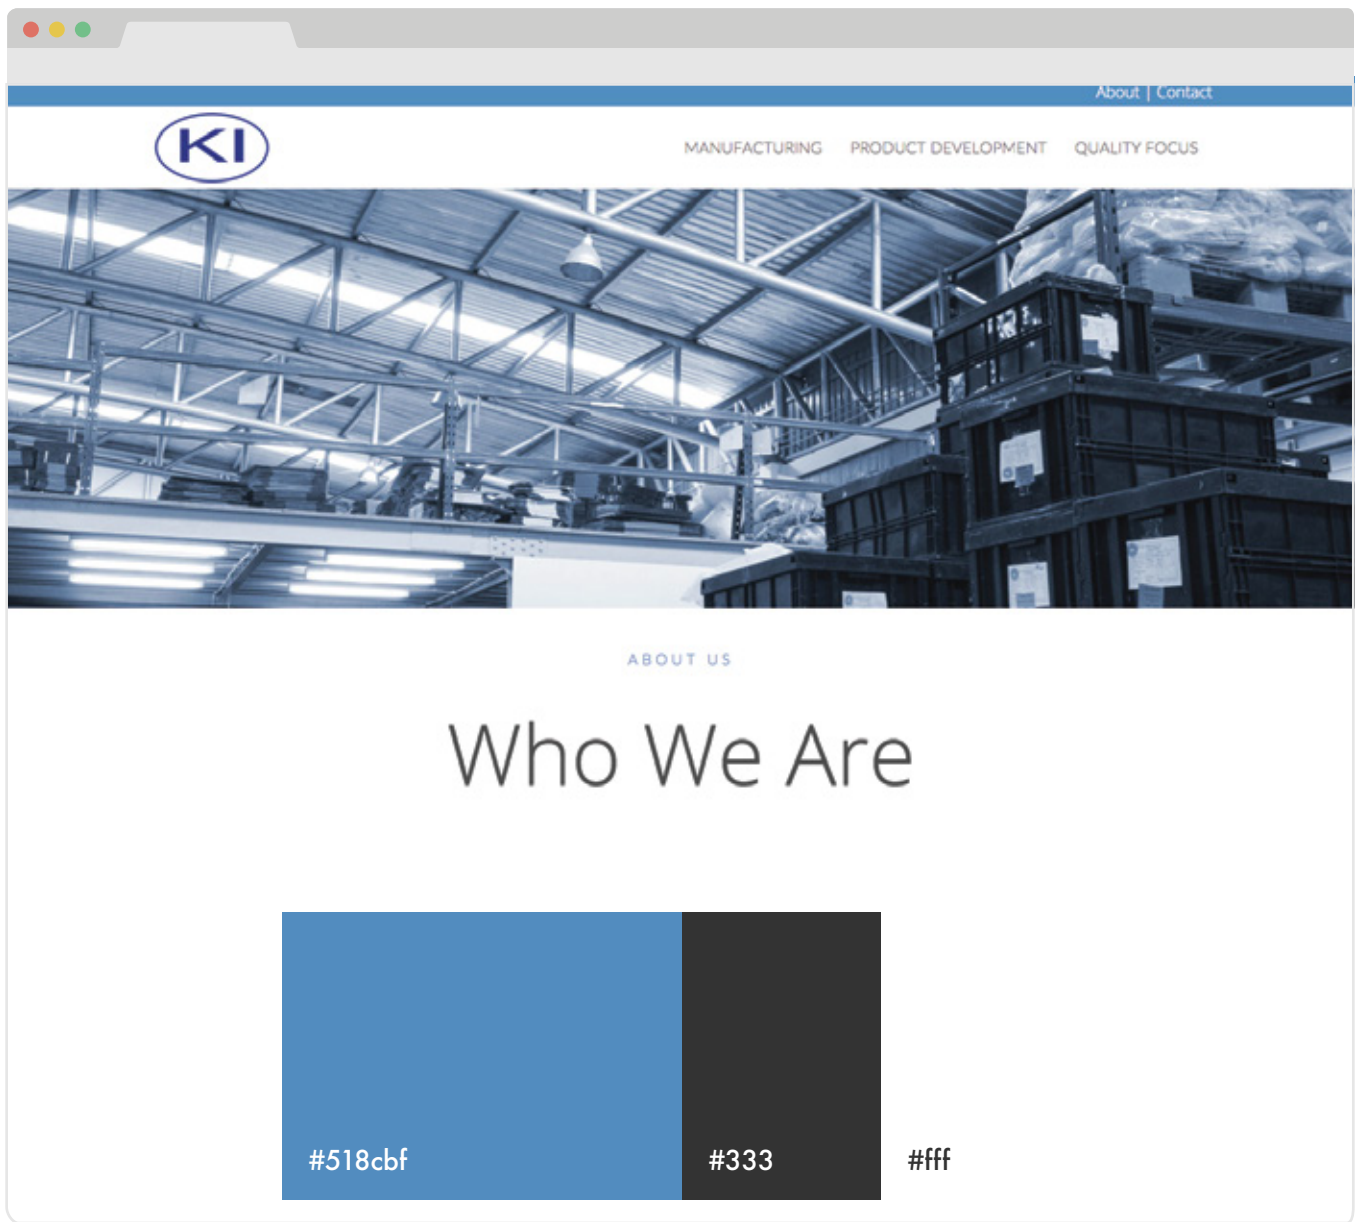 About | Contact
KI
MANUFACTURING PRODUCT DEVELOPMENT QUALITY FOCUS
ABOUT US
Who We Are
#518cbf #333 #fff